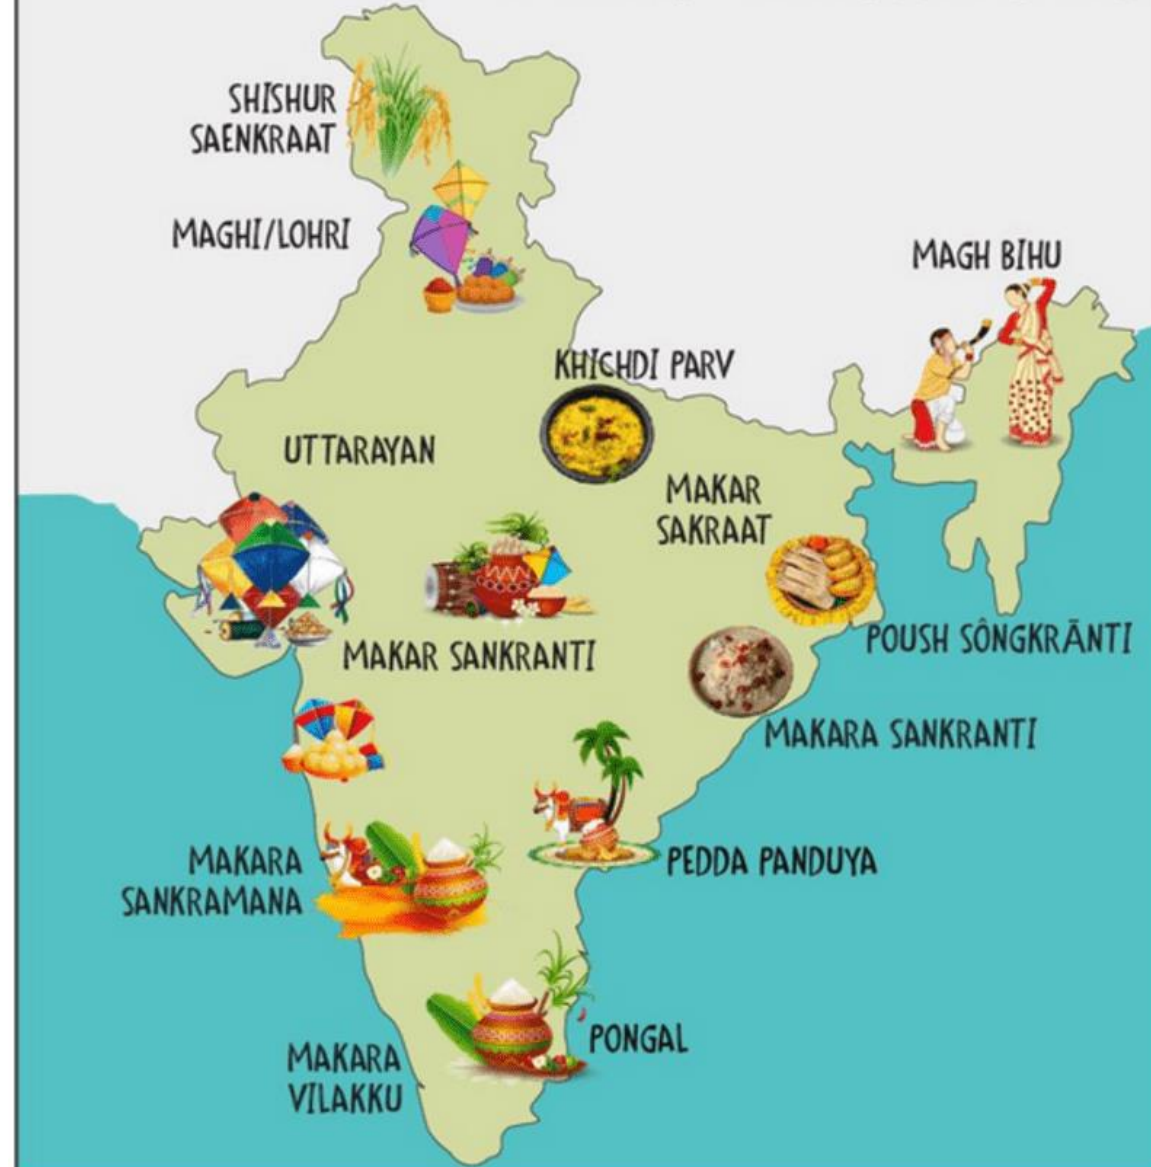 SHISHUR
SAENKRAAT
MAGHI/LOHRI
MAGH BIHU
KHICHDI PARV
UTTARAYAN
MAKAR
SAKRAAT
MAKAR SANKRANTI
POUSH SÔNGKRĀNTI
MAKARA SANKRANTI
MAKARA
SANKRAMANA
PEDDA PANDUYA
PONGAL
MAKARA
VILAKKU